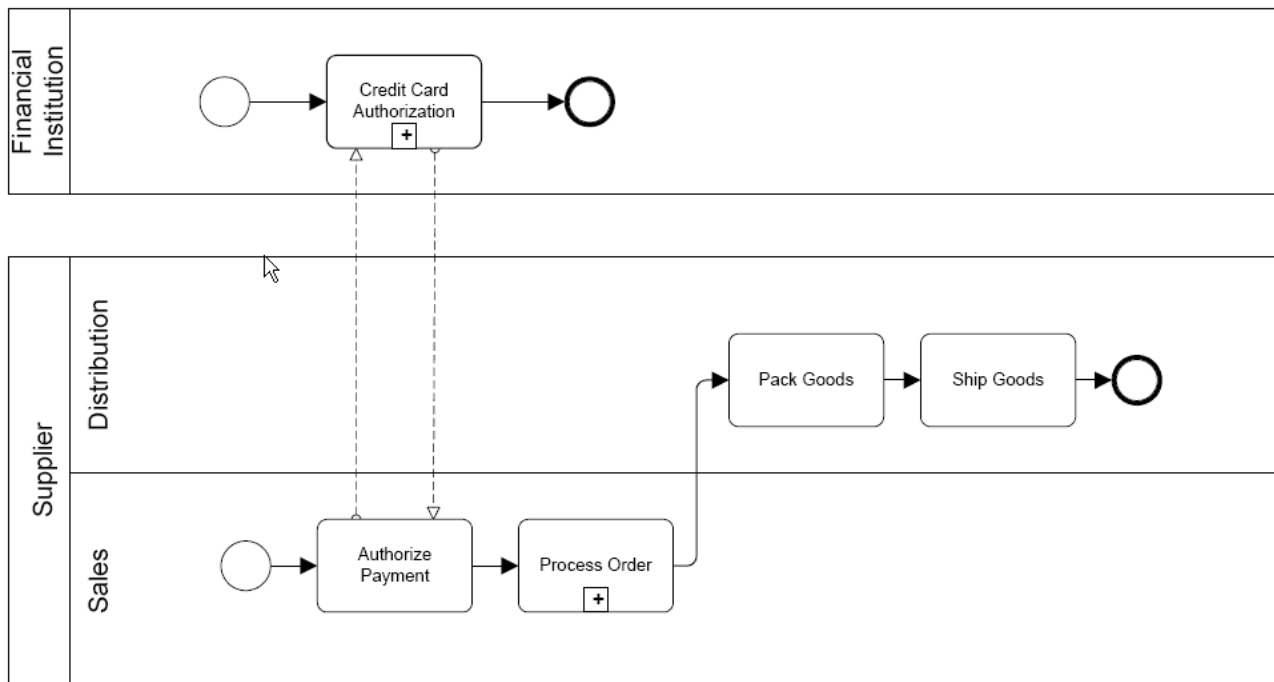 Financial
Institution
Credit Card
Authorization
+
Supplier
Distribution
Pack Goods
Ship Goods
Sales
Authorize
Payment
Process Order
+